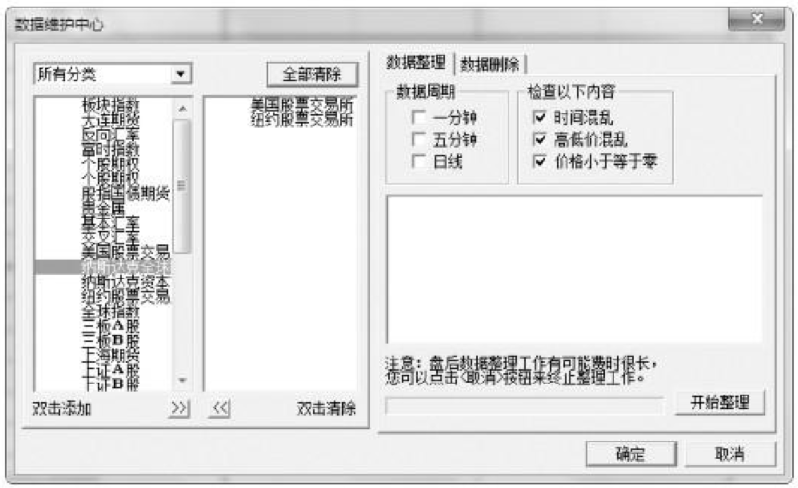 数据维护中心
所有分类
全部清除
板块指数
大连期货
反向汇率
富时指数
个股期权
个股期权
股指国债期货
贵金属
基本汇率
交叉汇率
美国股票交易
纳斯达克全球
纳斯达克资本
纽约股票交易
全球指数
三板A股
三板B股
上海期货
上证A股
上证B股
双击添加
>>
美国股票交易所
纽约股票交易所
<<
双击清除
数据整理
数据删除
数据周期
一分钟
五分钟
日线
检查以下内容
时间混乱
高低价混乱
价格小于等于零
注意：盘后数据整理工作有可能费时很长，
您可以点击<取消>按钮来终止整理工作。
开始整理
确定
取消